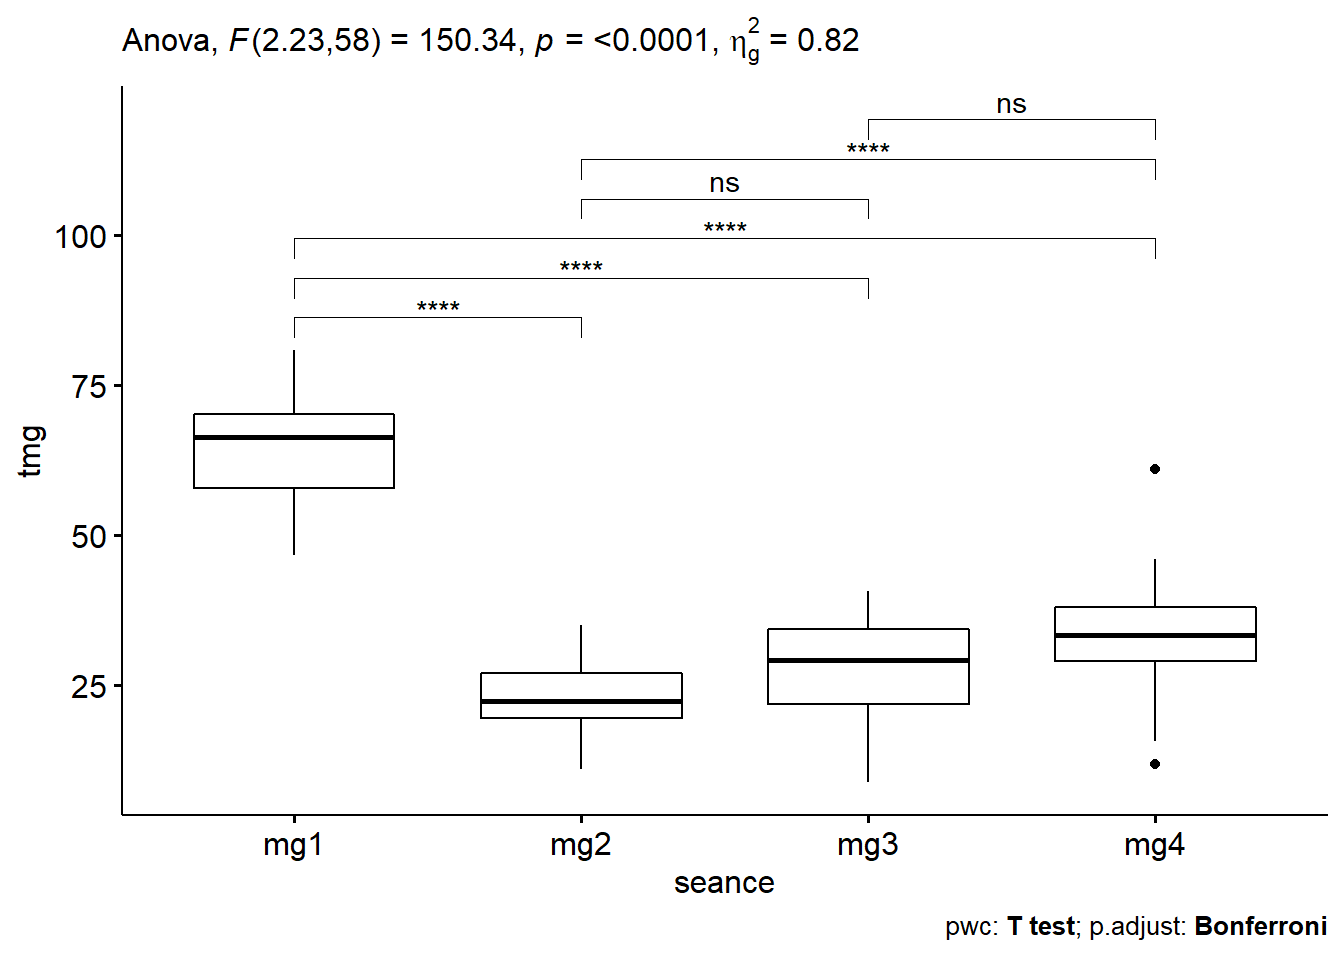 Anova, F(2.23,58) = 150.34, p = <0.0001, η²g = 0.82
ns
****
ns
****
****
****
100
75
50
25
tmg
mg1 mg2 mg3 mg4
seance
pwc: T test; p.adjust: Bonferroni